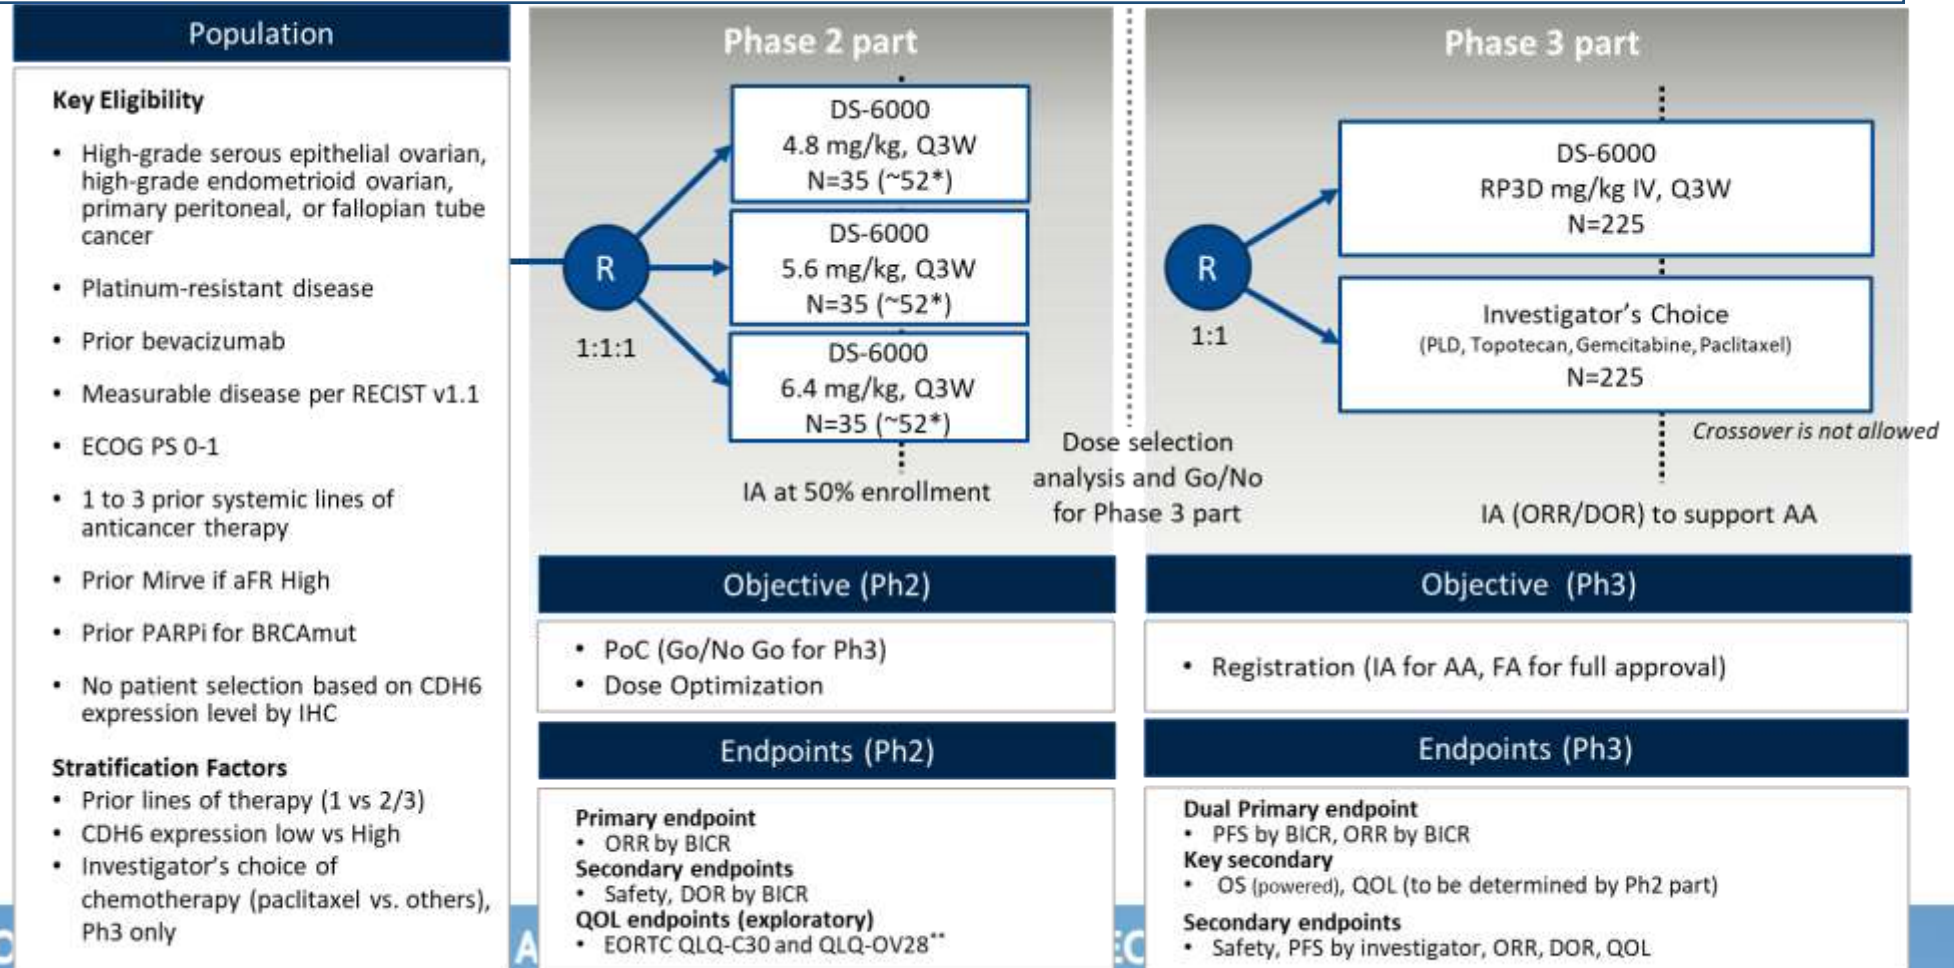 Population
Key Eligibility
• High-grade serous epithelial ovarian,
high-grade endometrioid ovarian,
primary peritoneal, or fallopian tube
cancer
• Platinum-resistant disease
• Prior bevacizumab
• Measurable disease per RECIST v1.1
• ECOG PS 0-1
• 1 to 3 prior systemic lines of
anticancer therapy
• Prior Mirve if aFR High
• Prior PARPi for BRCAmut
• No patient selection based on CDH6
expression level by IHC
Stratification Factors
• Prior lines of therapy (1 vs 2/3)
• CDH6 expression low vs High
• Investigator's choice of
chemotherapy (paclitaxel vs. others),
Ph3 only
Phase 2 part
R
1:1:1
DS-6000
4.8 mg/kg, Q3W
N=35 (~52*)
DS-6000
5.6 mg/kg, Q3W
N=35 (~52*)
DS-6000
6.4 mg/kg, Q3W
N=35 (~52*)
IA at 50% enrollment
Dose selection
analysis and Go/No
for Phase 3 part
Objective (Ph2)
• PoC (Go/No Go for Ph3)
• Dose Optimization
Endpoints (Ph2)
Primary endpoint
• ORR by BICR
Secondary endpoints
• Safety, DOR by BICR
QOL endpoints (exploratory)
• EORTC QLQ-C30 and QLQ-OV28**
Phase 3 part
R
1:1
DS-6000
RP3D mg/kg IV, Q3W
N=225
Investigator's Choice
(PLD, Topotecan, Gemcitabine, Paclitaxel)
N=225
Crossover is not allowed
IA (ORR/DOR) to support AA
Objective (Ph3)
• Registration (IA for AA, FA for full approval)
Endpoints (Ph3)
Dual Primary endpoint
• PFS by BICR, ORR by BICR
Key secondary
• OS (powered), QOL (to be determined by Ph2 part)
Secondary endpoints
• Safety, PFS by investigator, ORR, DOR, QOL